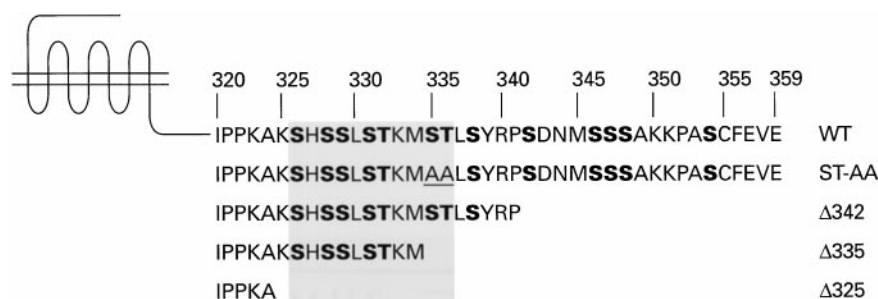 320 325 330 335 340 345 350 355 359
IPPKAKSHSSLSTKMSTLSYRPSDNMSSSAKKPASCFEVE WT
IPPKAKSHSSLSTKMAALSYRPSDNMSSSAKKPASCFEVE ST-AA
IPPKAKSHSSLSTKMSTLSYRP Δ342
IPPKAKSHSSLSTKM Δ335
IPPKA Δ325